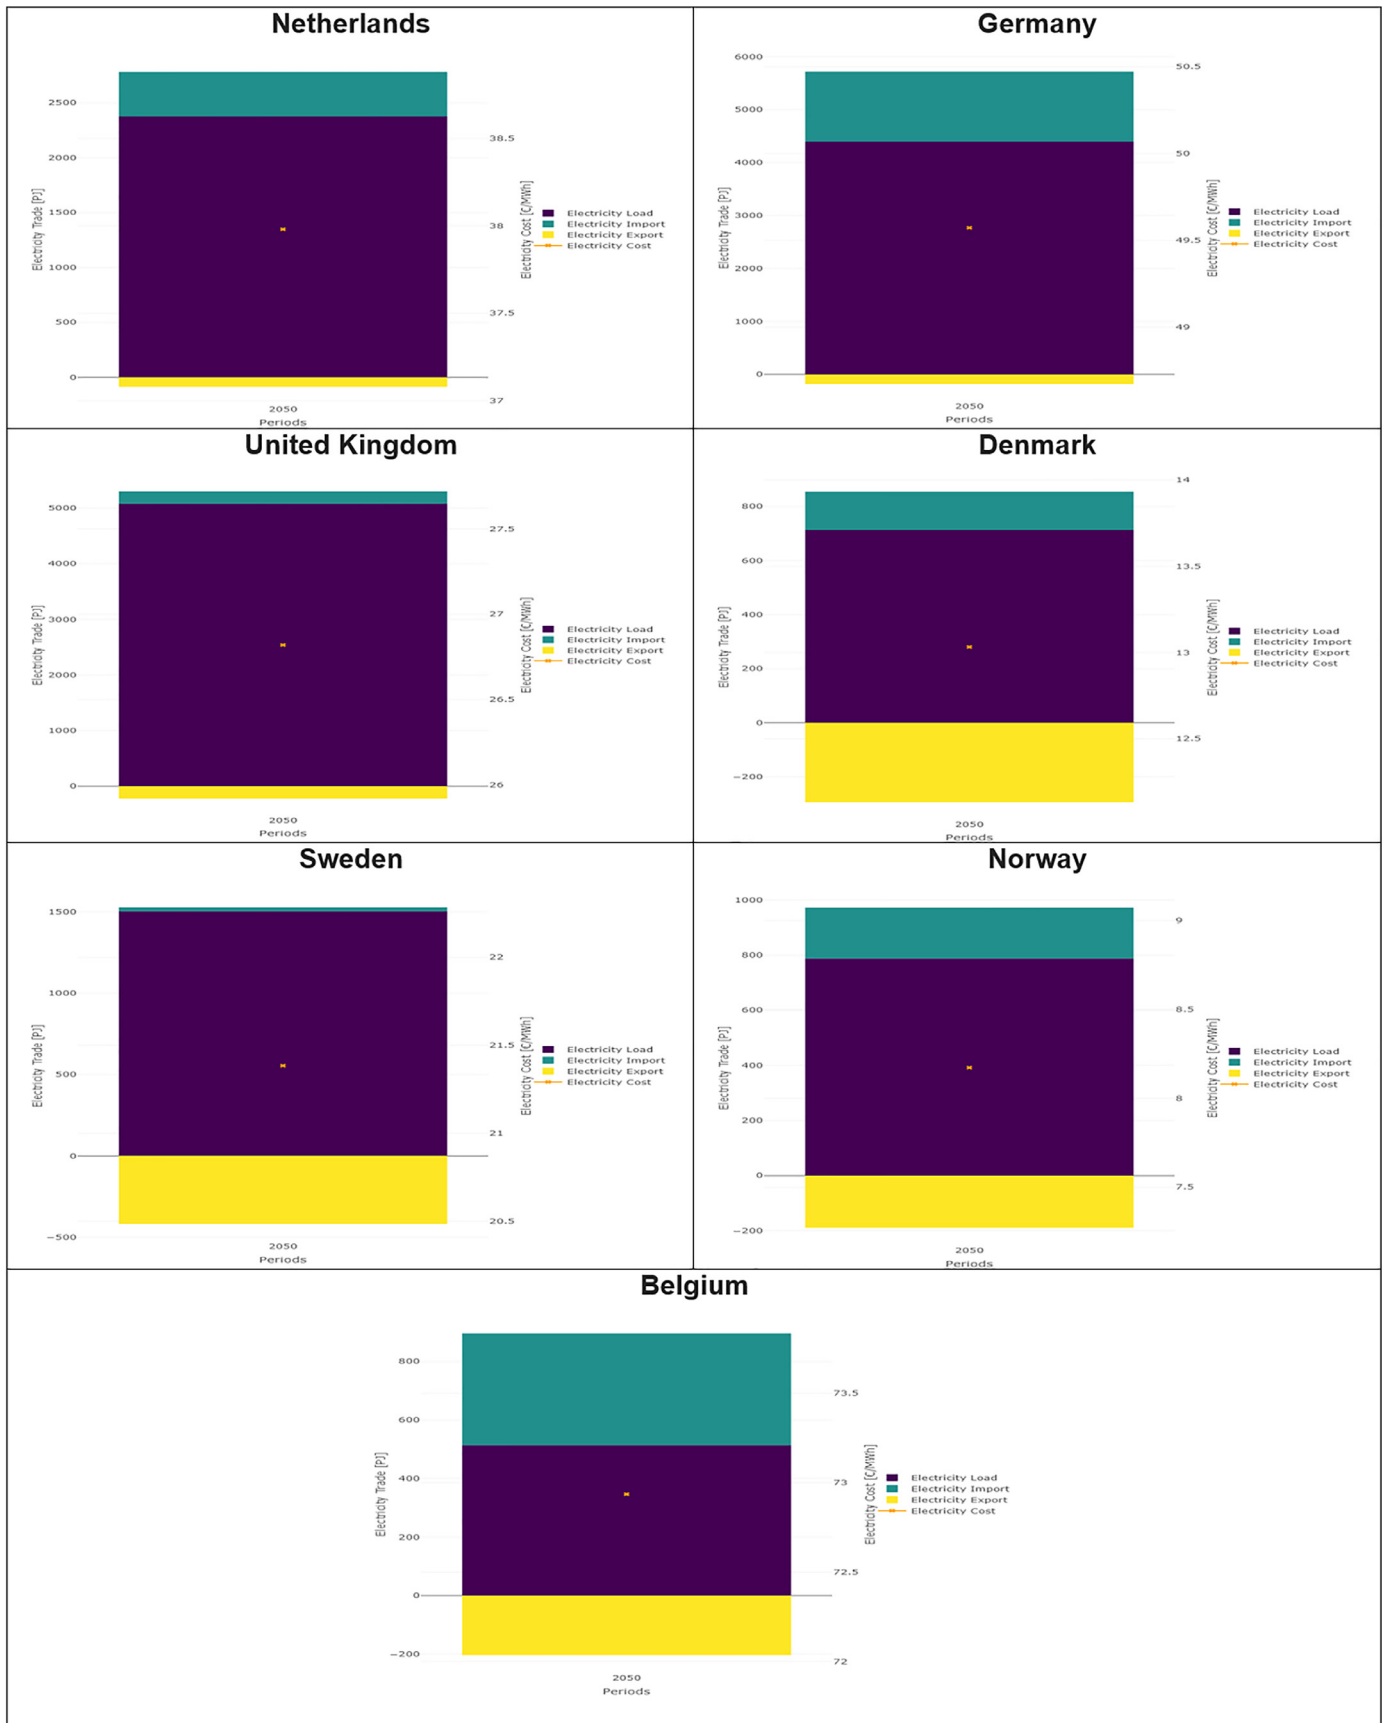 Netherlands
2500
2000
1500
1000
500
0
38.5
38
37.5
37
Electricity Trade [PJ]
Electricity Cost [€/MWh]
Electricity Load
Electricity Import
Electricity Export
Electricity Cost
2050
Periods
Germany
6000
5000
4000
3000
2000
1000
0
50.5
50
49.5
49
Electricity Trade [PJ]
Electricity Cost [€/MWh]
Electricity Load
Electricity Import
Electricity Export
Electricity Cost
2050
Periods
United Kingdom
5000
4000
3000
2000
1000
0
27.5
27
26.5
26
Electricity Trade [PJ]
Electricity Cost [€/MWh]
Electricity Load
Electricity Import
Electricity Export
Electricity Cost
2050
Periods
Denmark
800
600
400
200
0
−200
14
13.5
13
12.5
Electricity Trade [PJ]
Electricity Cost [€/MWh]
Electricity Load
Electricity Import
Electricity Export
Electricity Cost
2050
Periods
Sweden
1500
1000
500
0
−500
22
21.5
21
20.5
Electricity Trade [PJ]
Electricity Cost [€/MWh]
Electricity Load
Electricity Import
Electricity Export
Electricity Cost
2050
Periods
Norway
1000
800
600
400
200
0
−200
9
8.5
8
7.5
Electricity Trade [PJ]
Electricity Cost [€/MWh]
Electricity Load
Electricity Import
Electricity Export
Electricity Cost
2050
Periods
Belgium
800
600
400
200
0
−200
73.5
73
72.5
72
Electricity Trade [PJ]
Electricity Cost [€/MWh]
Electricity Load
Electricity Import
Electricity Export
Electricity Cost
2050
Periods